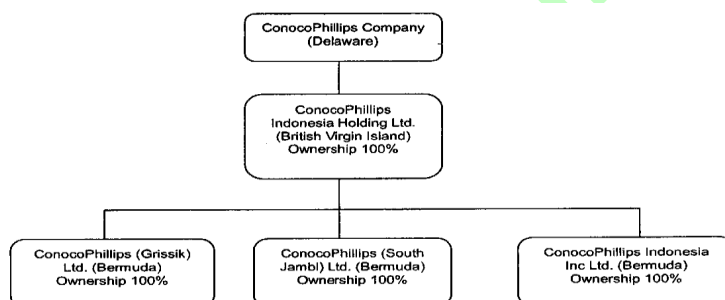 ConocoPhillips Company
(Delaware)
ConocoPhillips
Indonesia Holding Ltd.
(British Virgin Island)
Ownership 100%
ConocoPhillips (Grissik)
Ltd. (Bermuda)
Ownership 100%
ConocoPhillips (South
Jambi) Ltd. (Bermuda)
Ownership 100%
ConocoPhillips Indonesia
Inc Ltd. (Bermuda)
Ownership 100%